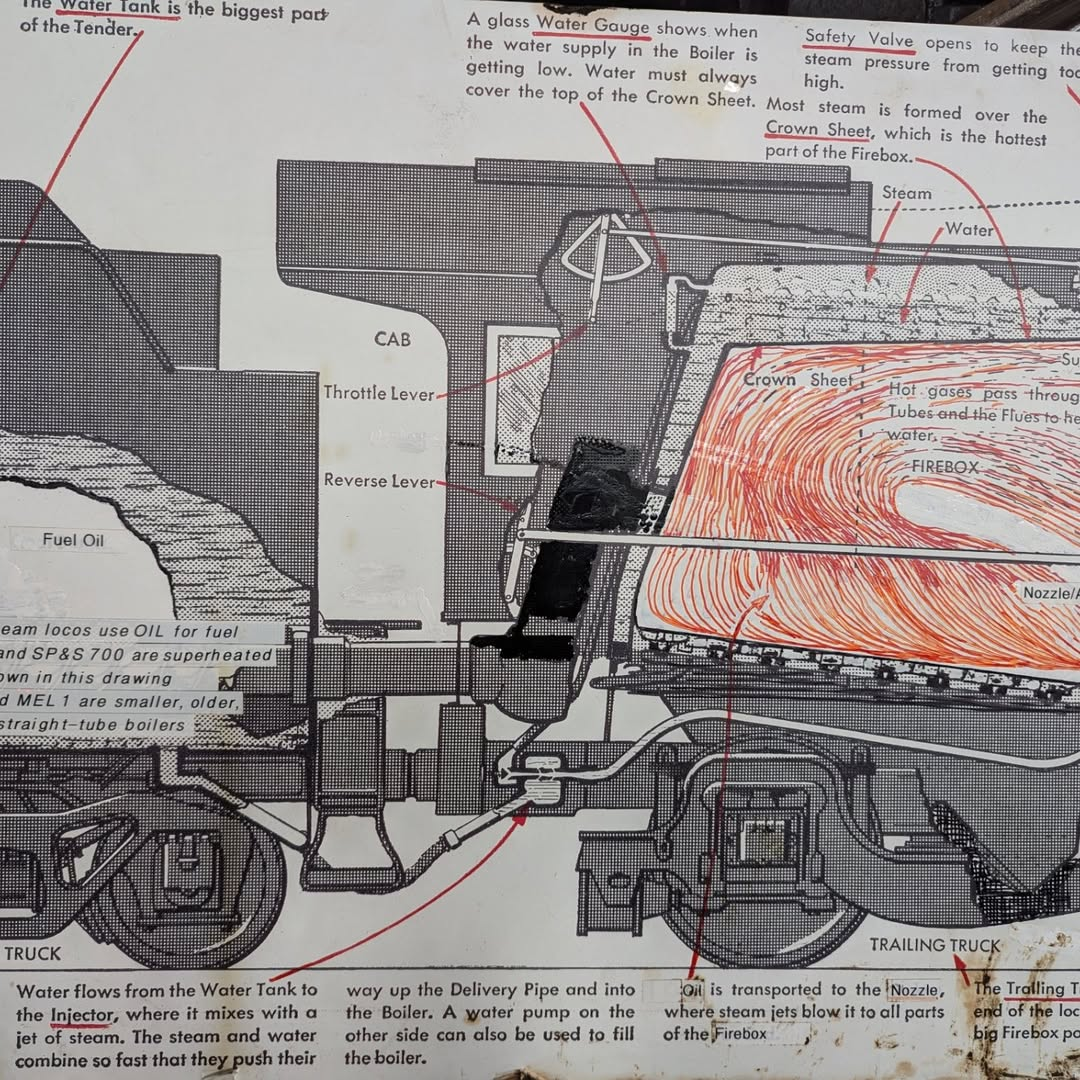 The Water Tank is the biggest part
of the Tender.
A glass Water Gauge shows when
the water supply in the Boiler is
getting low. Water must always
cover the top of the Crown Sheet.
Safety Valve opens to keep the
steam pressure from getting too
high.
Most steam is formed over the
Crown Sheet, which is the hottest
part of the Firebox.
Steam
Water
CAB
Throttle Lever
Reverse Lever
Crown Sheet
Su
Hot gases pass throug
Tubes and the Flues to he
water.
FIREBOX
Nozzle/A
Fuel Oil
eam locos use OIL for fuel
and SP&S 700 are superheated
own in this drawing
d MEL 1 are smaller, older,
straight-tube boilers
TRUCK
TRAILING TRUCK
Water flows from the Water Tank to
the Injector, where it mixes with a
jet of steam. The steam and water
combine so fast that they push their
way up the Delivery Pipe and into
the Boiler. A water pump on the
other side can also be used to fill
the boiler.
Oil is transported to the Nozzle,
where steam jets blow it to all parts
of the Firebox
The Trailing T
end of the loc
big Firebox po